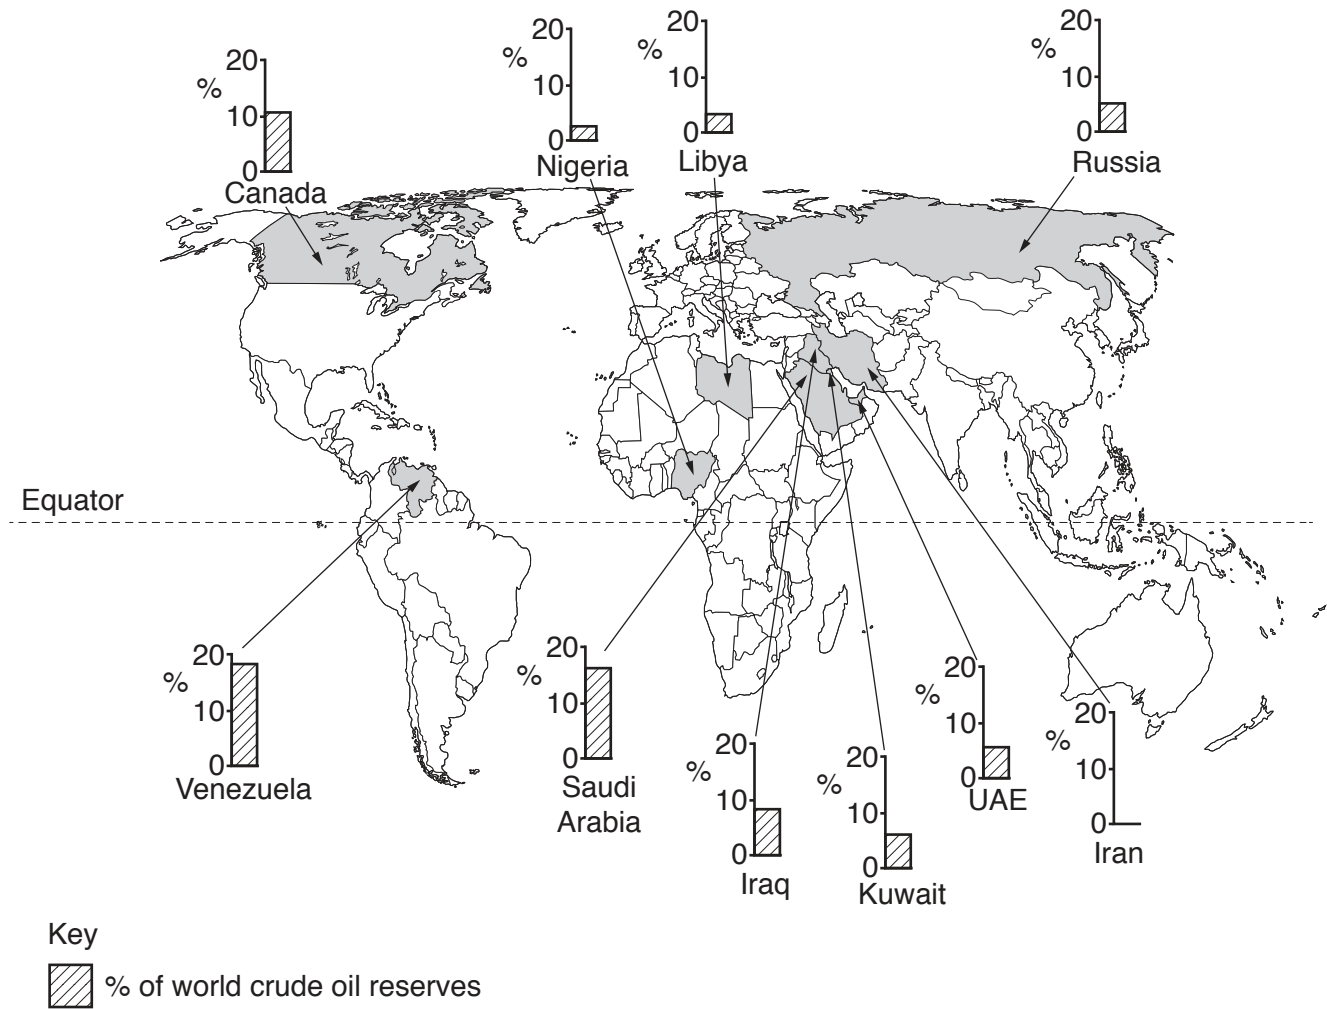 20
%
10
0
Canada
20
%
10
0
Nigeria
20
%
10
0
Libya
20
%
10
0
Russia
Equator
20
%
10
0
Venezuela
20
%
10
0
Saudi
Arabia
20
%
10
0
Iraq
20
%
10
0
Kuwait
20
%
10
0
UAE
20
%
10
0
Iran
Key
% of world crude oil reserves